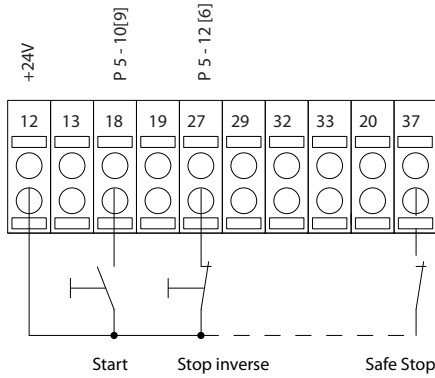 +24V
P 5 - 10[9]
P 5 - 12 [6]
12 13 18 19 27 29 32 33 20 37
Start Stop inverse Safe Stop